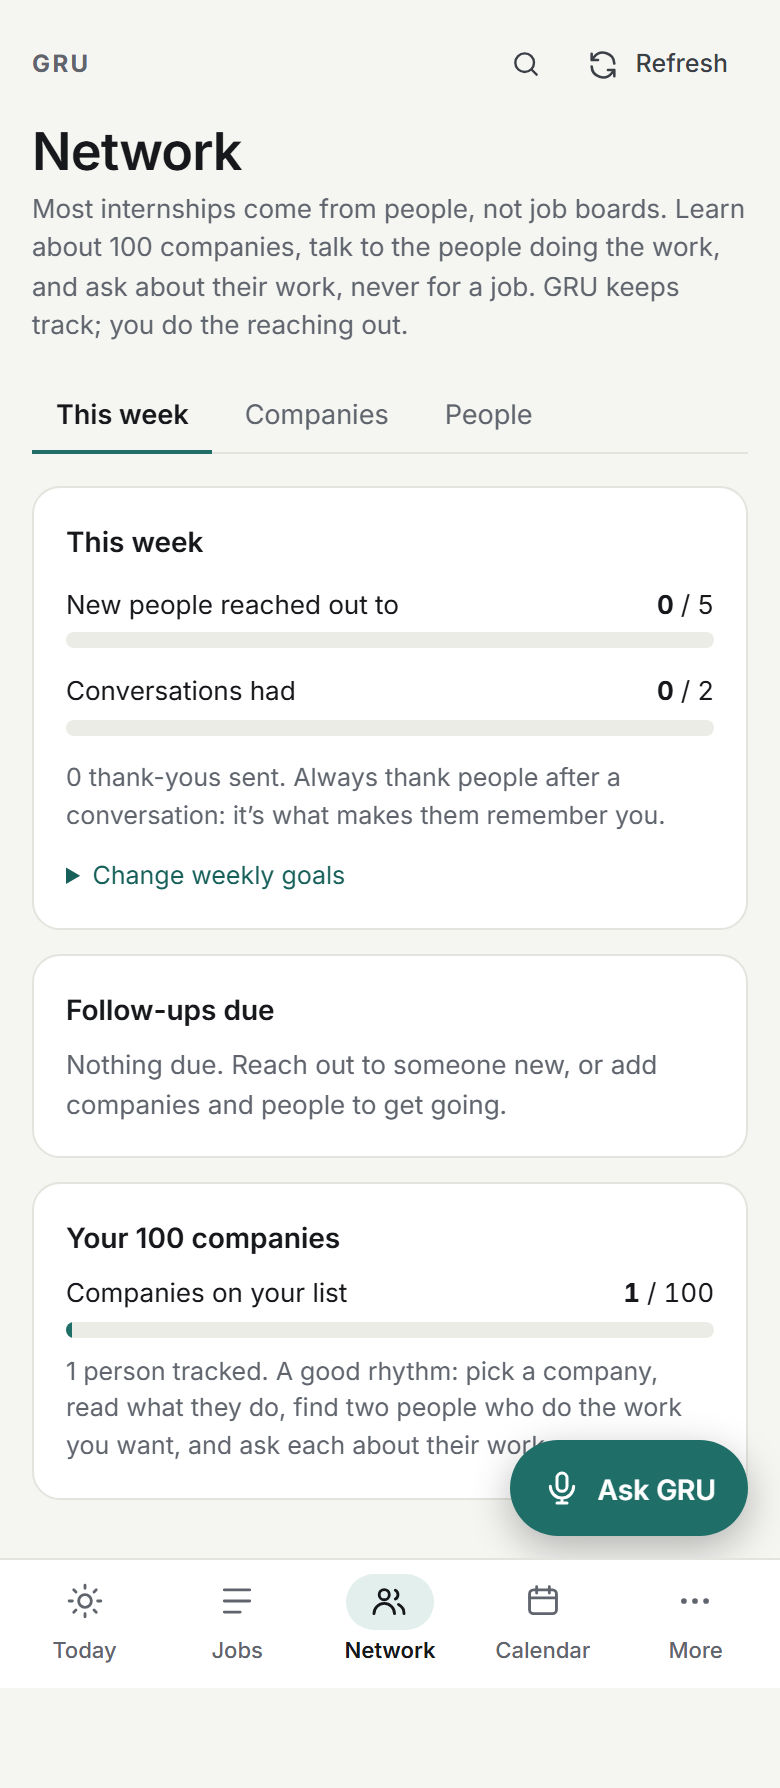 GRU
Refresh
Network
Most internships come from people, not job boards. Learn
about 100 companies, talk to the people doing the work,
and ask about their work, never for a job. GRU keeps
track; you do the reaching out.
This week
Companies
People
This week
New people reached out to 0 / 5
Conversations had 0 / 2
0 thank-yous sent. Always thank people after a
conversation: it’s what makes them remember you.
Change weekly goals
Follow-ups due
Nothing due. Reach out to someone new, or add
companies and people to get going.
Your 100 companies
Companies on your list 1 / 100
1 person tracked. A good rhythm: pick a company,
read what they do, find two people who do the work
you want, and ask each about their work
Ask GRU
Today
Jobs
Network
Calendar
More